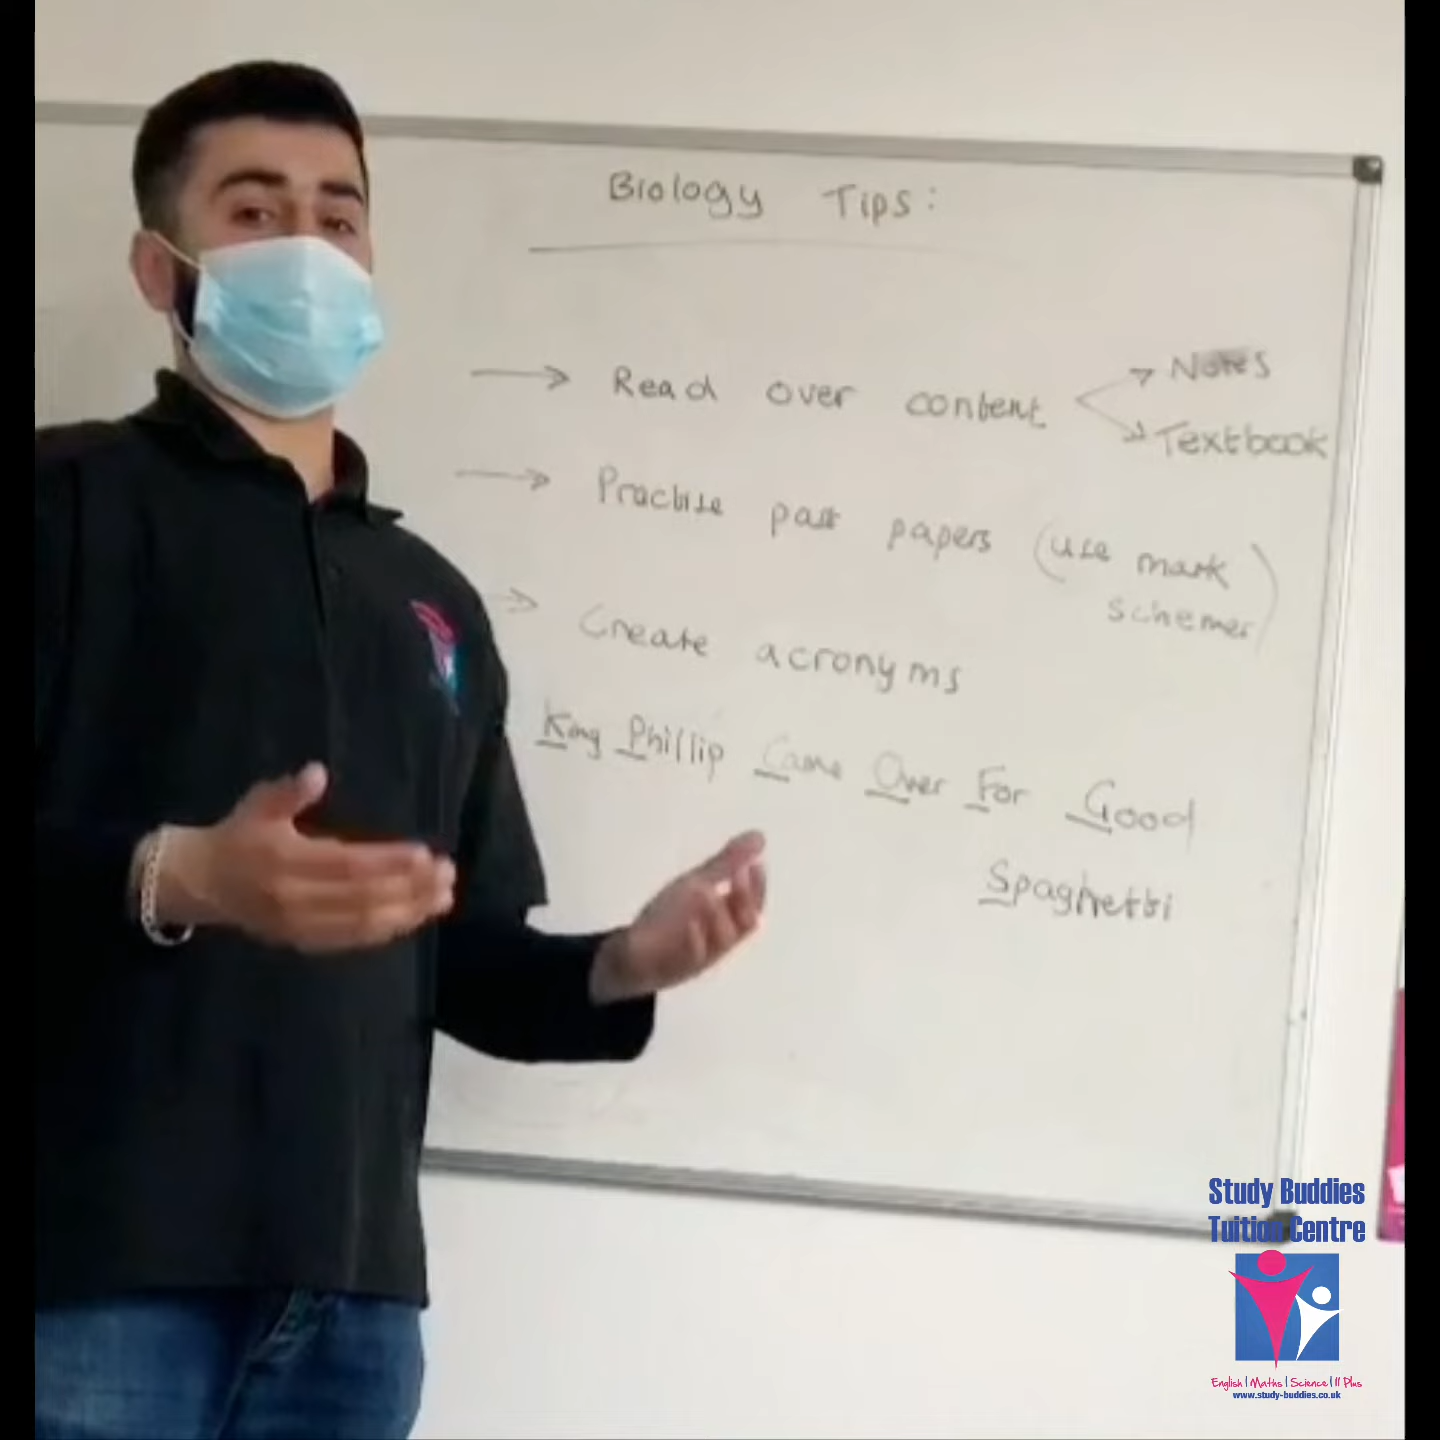 Biology Tips:
→ Read over content → Notes
→ Textbook
→ Practise past papers (use mark
schemes)
→ Create acronyms
King Phillip Came Over For Good
Spaghetti
Study Buddies
Tuition Centre
English | Maths | Science | 11 Plus
www.study-buddies.co.uk